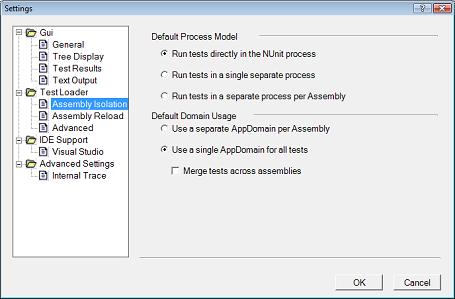 Settings
Gui
General
Tree Display
Test Results
Text Output
Test Loader
Assembly Isolation
Assembly Reload
Advanced
IDE Support
Visual Studio
Advanced Settings
Internal Trace
Default Process Model
Run tests directly in the NUnit process
Run tests in a single separate process
Run tests in a separate process per Assembly
Default Domain Usage
Use a separate AppDomain per Assembly
Use a single AppDomain for all tests
Merge tests across assemblies
OK Cancel